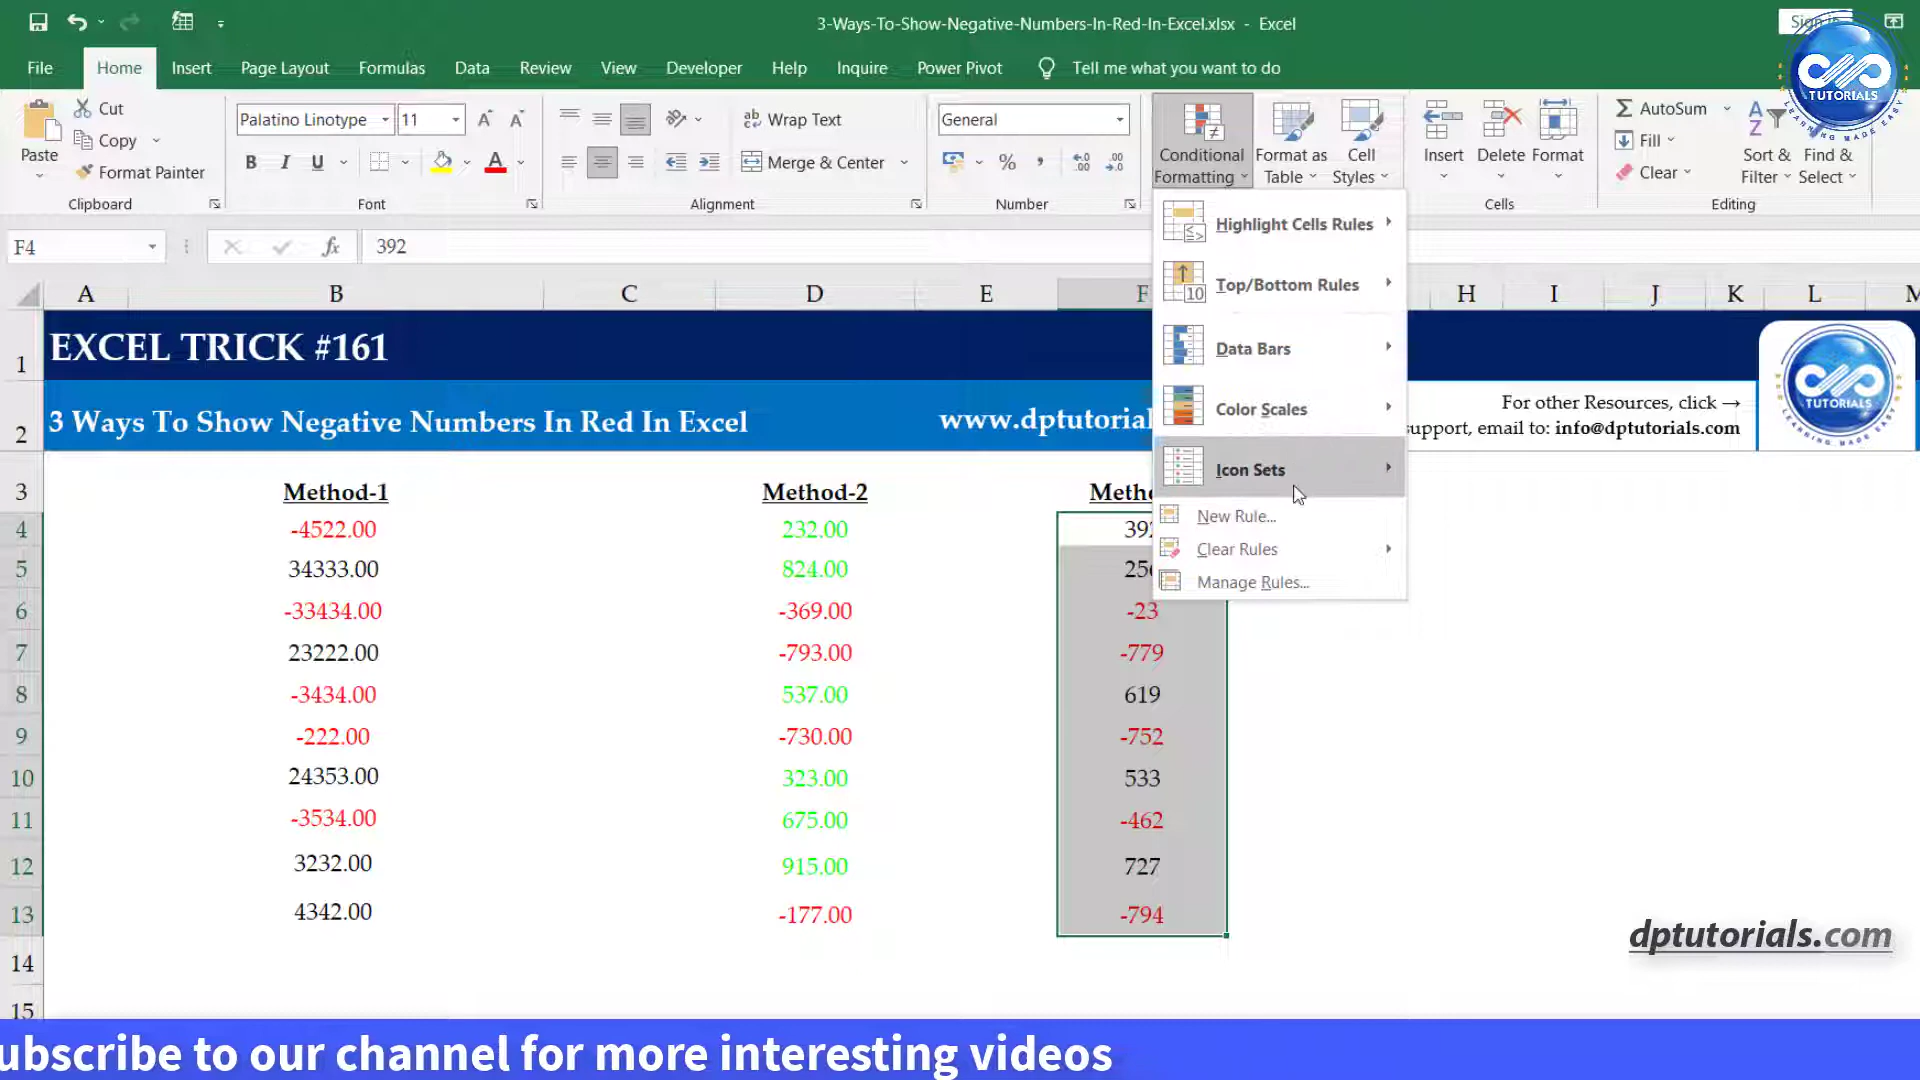 3-Ways-To-Show-Negative-Numbers-In-Red-In-Excel.xlsx - Excel
File Home Insert Page Layout Formulas Data Review View Developer Help Inquire Power Pivot Tell me what you want to do
TUTORIALS
LEARNING MADE EASY
Paste
Cut
Copy
Format Painter
Clipboard
Palatino Linotype 11
B I U A
Font
Wrap Text
Merge & Center
Alignment
General
%
Number
Conditional Formatting
Format as Table
Cell Styles
Insert Delete Format
Cells
AutoSum
Fill
Clear
Sort & Filter
Find & Select
Editing
F4 fx 392
A B C D E F H I J K L M
Highlight Cells Rules
Top/Bottom Rules
Data Bars
Color Scales
Icon Sets
New Rule...
Clear Rules
Manage Rules...
1 EXCEL TRICK #161
2 3 Ways To Show Negative Numbers In Red In Excel
For other Resources, click →
support, email to: info@dptutorials.com
TUTORIALS
LEARNING MADE EASY
3 Method-1 Method-2
4 -4522.00 232.00
5 34333.00 824.00
6 -33434.00 -369.00 -23
7 23222.00 -793.00 -779
8 -3434.00 537.00 619
9 -222.00 -730.00 -752
10 24353.00 323.00 533
11 -3534.00 675.00 -462
12 3232.00 915.00 727
13 4342.00 -177.00 -794
14
15
dptutorials.com
to our channel for more interesting videos